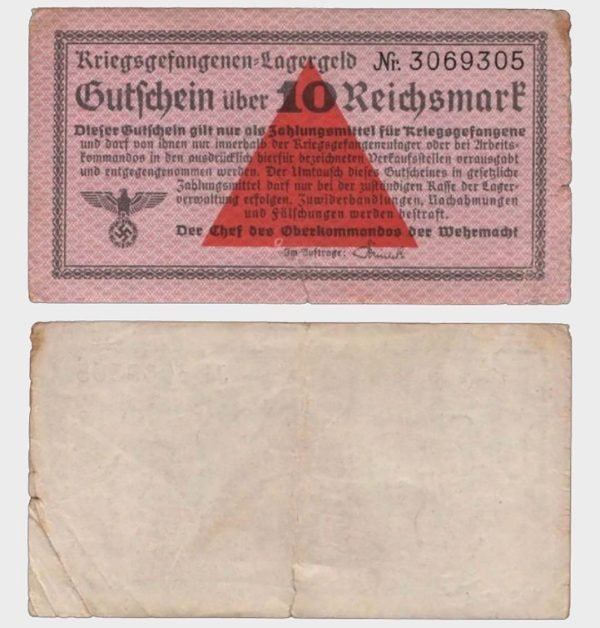 Kriegsgefangenen=Lagergeld Nr. 3069305
Gutschein über 10 Reichsmark
Dieser Gutschein gilt nur als Zahlungsmittel für Kriegsgefangene
und darf von ihnen nur innerhalb der Kriegsgefangenenlager oder bei Arbeits-
kommandos in den ausdrücklich hierfür bezeichneten Verkaufsstellen verausgabt
und entgegengenommen werden. Der Umtausch dieses Gutscheines in gesetzliche
Zahlungsmittel darf nur bei der zuständigen Kasse der Lager-
verwaltung erfolgen. Zuwiderhandlungen, Nachahmungen
und Fälschungen werden bestraft.
Der Chef des Oberkommandos der Wehrmacht
Im Auftrage: